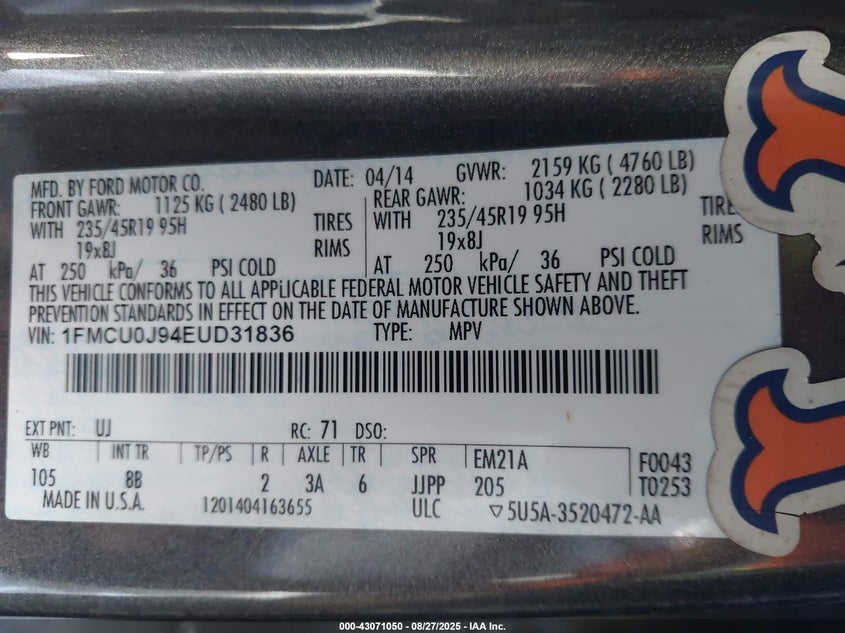 MFD. BY FORD MOTOR CO. DATE: 04/14 GVWR: 2159 KG ( 4760 LB)
FRONT GAWR: 1125 KG ( 2480 LB) REAR GAWR: 1034 KG ( 2280 LB)
WITH 235/45R19 95H TIRES WITH 235/45R19 95H
19x8J RIMS 19x8J RIMS
AT 250 kPa/ 36 PSI COLD AT 250 kPa/ 36 PSI COLD
THIS VEHICLE CONFORMS TO ALL APPLICABLE FEDERAL MOTOR VEHICLE SAFETY AND THEFT
PREVENTION STANDARDS IN EFFECT ON THE DATE OF MANUFACTURE SHOWN ABOVE.
VIN: 1FMCU0J94EUD31836 TYPE: MPV
EXT PNT: UJ RC: 71 DSO:
WB INT TR TP/PS R AXLE TR SPR EM21A F0043
105 8B 2 3A 6 JJPP 205 T0253
MADE IN U.S.A. 1201404163655 ULC ▽5U5A-3520472-AA
000-43071050 - 08/27/2025 - IAA Inc.